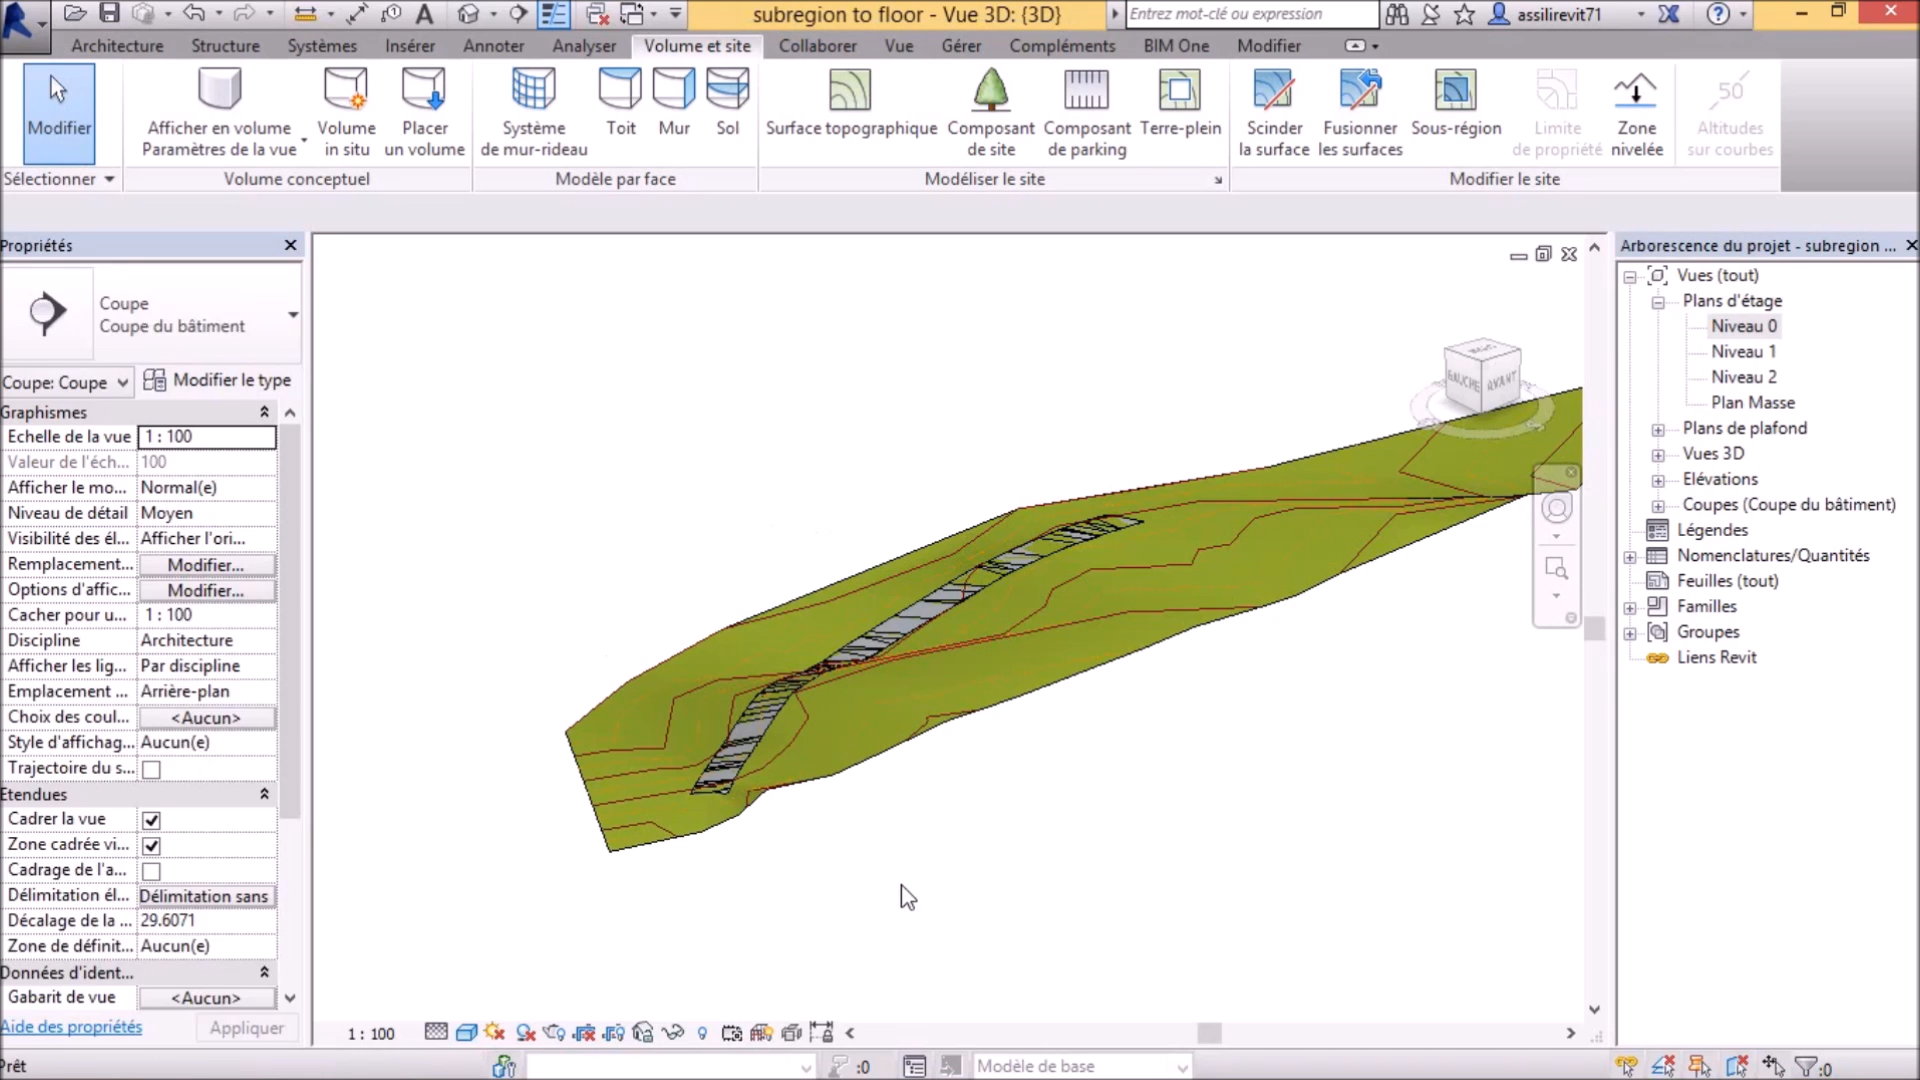 subregion to floor - Vue 3D: {3D}
Entrez mot-clé ou expression
assilirevit71
Architecture
Structure
Systèmes
Insérer
Annoter
Analyser
Volume et site
Collaborer
Vue
Gérer
Compléments
BIM One
Modifier
Modifier
Afficher en volume
Paramètres de la vue
Volume
in situ
Placer
un volume
Système
de mur-rideau
Toit
Mur
Sol
Surface topographique
Composant
de site
Composant
de parking
Terre-plein
Scinder
la surface
Fusionner
les surfaces
Sous-région
Limite
de propriété
Zone
nivelée
50
Altitudes
sur courbes
Sélectionner
Volume conceptuel
Modèle par face
Modéliser le site
Modifier le site
Propriétés
Coupe
Coupe du bâtiment
Coupe: Coupe
Modifier le type
Graphismes
Echelle de la vue 1 : 100
Valeur de l'éch... 100
Afficher le mo... Normal(e)
Niveau de détail Moyen
Visibilité des él... Afficher l'ori...
Remplacement... Modifier...
Options d'affic... Modifier...
Cacher pour u... 1 : 100
Discipline Architecture
Afficher les lig... Par discipline
Emplacement ... Arrière-plan
Choix des coul... <Aucun>
Style d'affichag... Aucun(e)
Trajectoire du s...
Etendues
Cadrer la vue
Zone cadrée vi...
Cadrage de l'a...
Délimitation él... Délimitation sans
Décalage de la ... 29.6071
Zone de définit... Aucun(e)
Données d'ident...
Gabarit de vue <Aucun>
Aide des propriétés
Appliquer
GAUCHE
AVANT
Arborescence du projet - subregion ...
Vues (tout)
Plans d'étage
Niveau 0
Niveau 1
Niveau 2
Plan Masse
Plans de plafond
Vues 3D
Elévations
Coupes (Coupe du bâtiment)
Légendes
Nomenclatures/Quantités
Feuilles (tout)
Familles
Groupes
Liens Revit
1 : 100
Prêt
:0
Modèle de base
:0